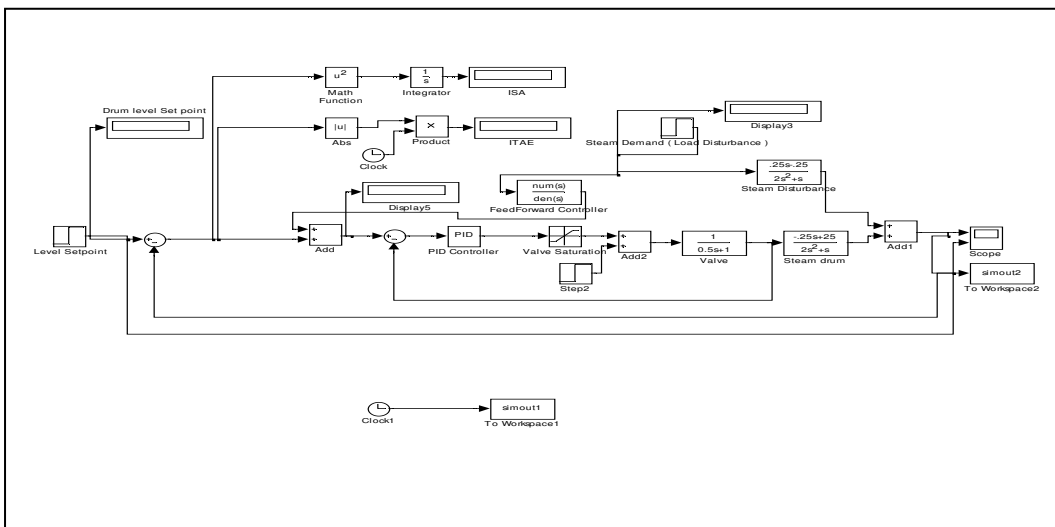 u²
Math
Function
1
s
Integrator
ISA
Drum level Set point
|u|
Abs
×
Product
ITAE
Clock
Display3
Steam Demand ( Load Disturbance )
.25s-.25
2s²+s
Steam Disturbance
Display5
num(s)
den(s)
FeedForward Controller
Level Setpoint
+
-
+
+
Add
+
-
PID
PID Controller
Valve Saturation
+
+
Add2
Step2
1
0.5s+1
Valve
-.25s+25
2s²+s
Steam drum
+
+
Add1
Scope
simout2
To Workspace2
Clock1
simout1
To Workspace1